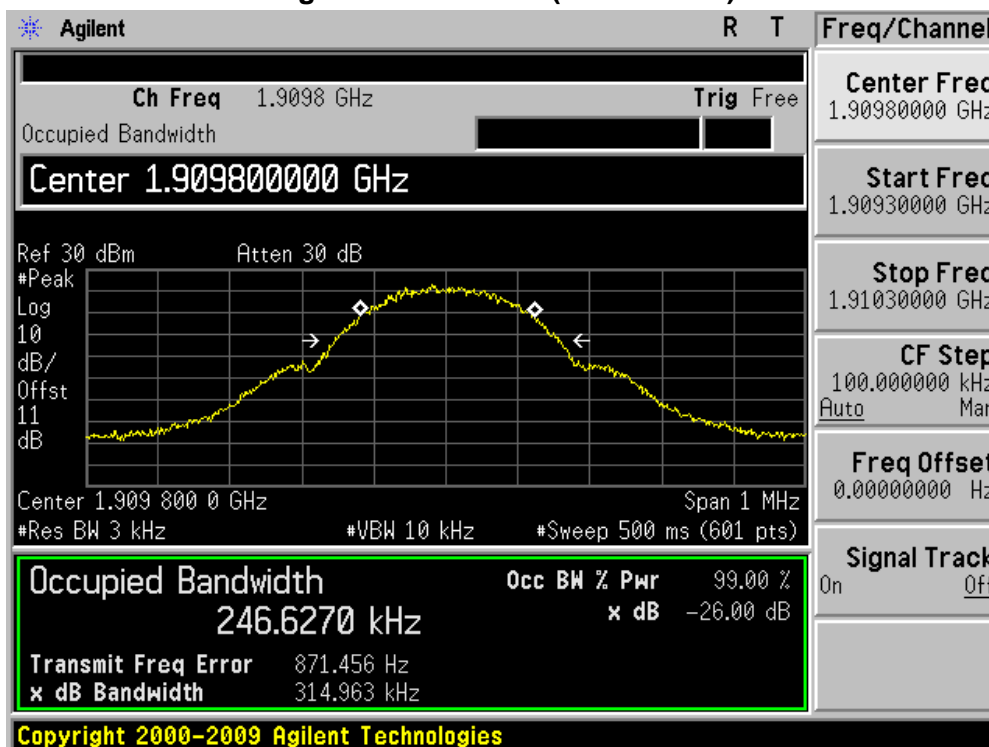 Agilent R T Freq/Channel
Ch Freq 1.9098 GHz Trig Free
Occupied Bandwidth
Center 1.909800000 GHz
Ref 30 dBm Atten 30 dB
#Peak
Log
10
dB/
Offst
11
dB
Center 1.909 800 0 GHz Span 1 MHz
#Res BW 3 kHz #VBW 10 kHz #Sweep 500 ms (601 pts)
Occupied Bandwidth Occ BW % Pwr 99.00 %
246.6270 kHz x dB -26.00 dB
Transmit Freq Error 871.456 Hz
x dB Bandwidth 314.963 kHz
Copyright 2000-2009 Agilent Technologies
Center Freq
1.90980000 GHz
Start Freq
1.90930000 GHz
Stop Freq
1.91030000 GHz
CF Step
100.000000 kHz
Auto Man
Freq Offset
0.00000000 Hz
Signal Track
On Off